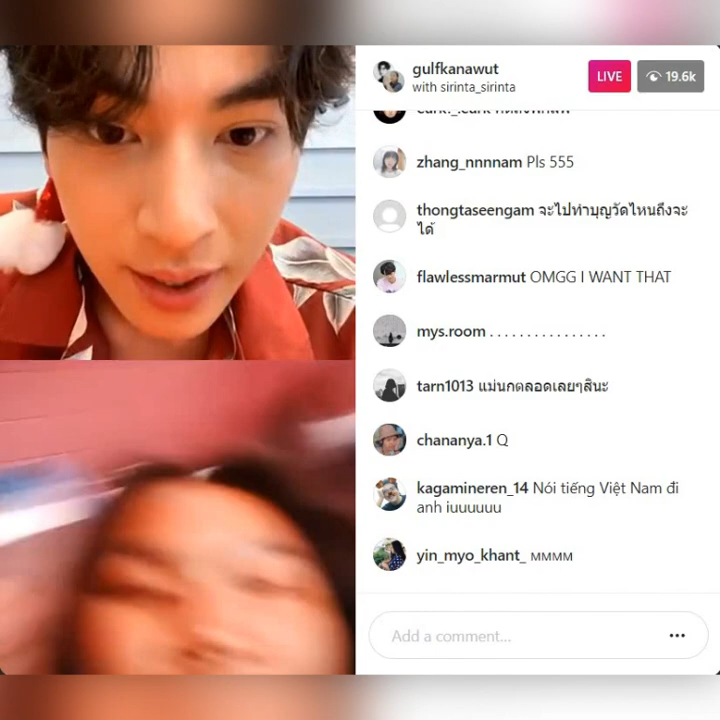 gulfkanawut
with sirinta_sirinta
LIVE
19.6k
zhang_nnnnam Pls 555
thongtaseengam จะไปทำบุญวัดไหนถึงจะ
ได้
flawlessmarmut OMGG I WANT THAT
mys.room . . . . . . . . . . . . . . . .
tarn1013 แม่นกตลอดเลยๆสินะ
chananya.1 Q
kagamineren_14 Nói tiếng Việt Nam đi
anh iuuuuuu
yin_myo_khant_ ᴍᴍᴍᴍ
Add a comment...